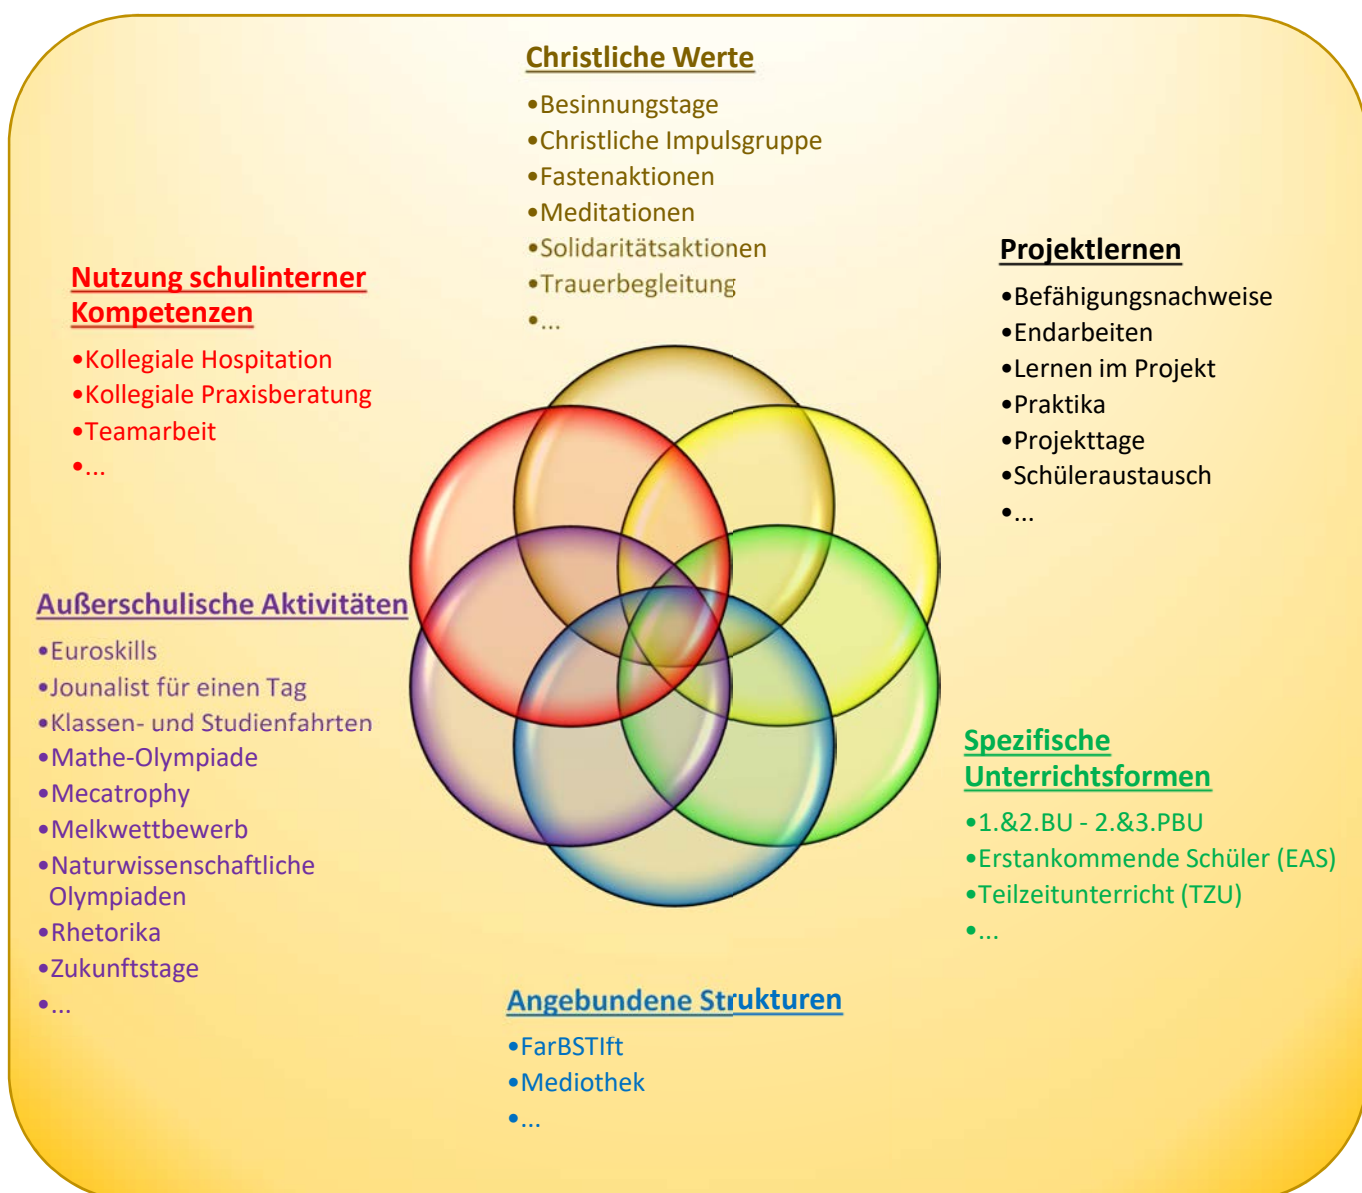 Christliche Werte
•Besinnungstage
•Christliche Impulsgruppe
•Fastenaktionen
•Meditationen
•Solidaritätsaktionen
•Trauerbegleitung
•...
Projektlernen
•Befähigungsnachweise
•Endarbeiten
•Lernen im Projekt
•Praktika
•Projekttage
•Schüleraustausch
•...
Spezifische
Unterrichtsformen
•1.&2.BU - 2.&3.PBU
•Erstankommende Schüler (EAS)
•Teilzeitunterricht (TZU)
•...
Angebundene Strukturen
•FarBSTIft
•Mediothek
•...
Außerschulische Aktivitäten
•Euroskills
•Jounalist für einen Tag
•Klassen- und Studienfahrten
•Mathe-Olympiade
•Mecatrophy
•Melkwettbewerb
•Naturwissenschaftliche
Olympiaden
•Rhetorika
•Zukunftstage
•...
Nutzung schulinterner
Kompetenzen
•Kollegiale Hospitation
•Kollegiale Praxisberatung
•Teamarbeit
•...